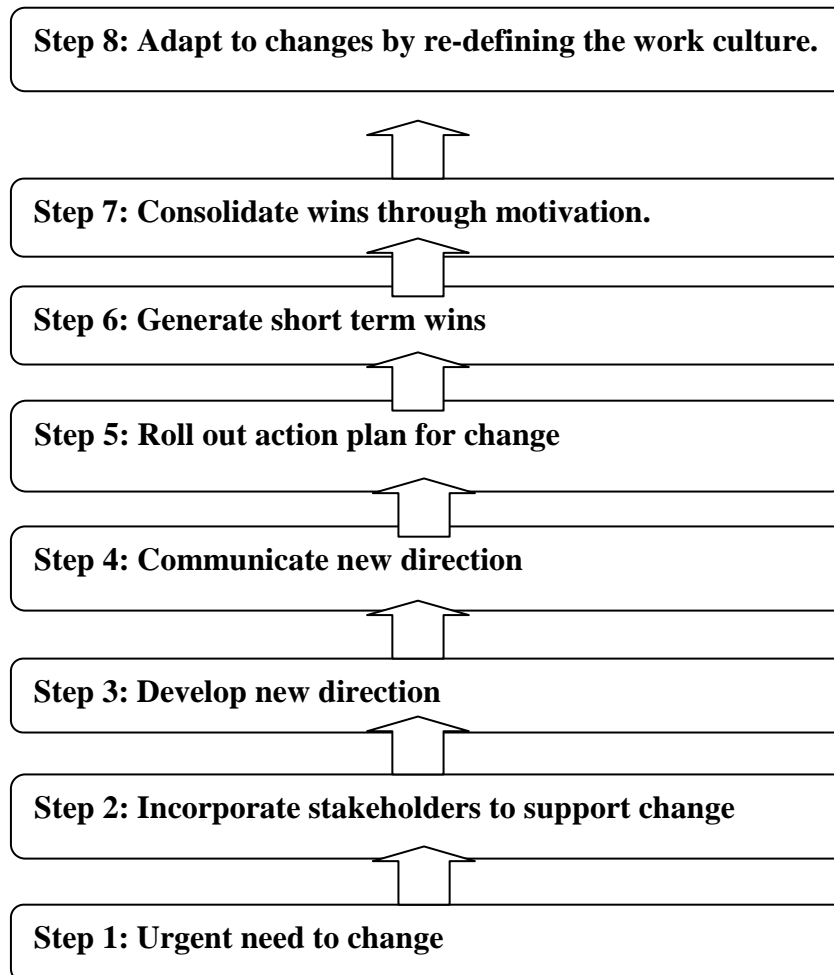 Step 8: Adapt to changes by re-defining the work culture.
Step 7: Consolidate wins through motivation.
Step 6: Generate short term wins
Step 5: Roll out action plan for change
Step 4: Communicate new direction
Step 3: Develop new direction
Step 2: Incorporate stakeholders to support change
Step 1: Urgent need to change